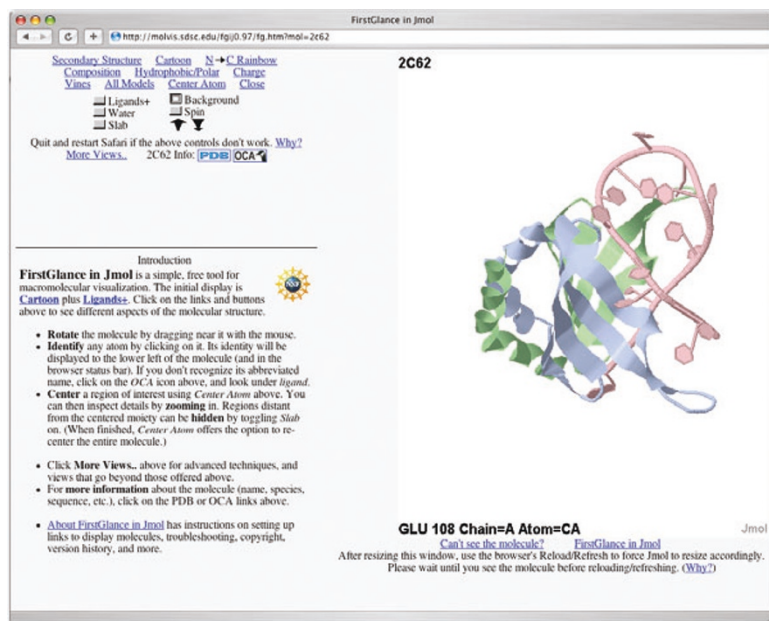 FirstGlance in Jmol
http://molvis.sdsc.edu/fgij0.97/fg.htm?mol=2c62
Secondary Structure Cartoon N➔C Rainbow
Composition Hydrophobic/Polar Charge
Vines All Models Center Atom Close
Ligands+ Background
Water Spin
Slab
Quit and restart Safari if the above controls don't work. Why?
More Views.. 2C62 Info: PDB OCA
Introduction
FirstGlance in Jmol is a simple, free tool for
macromolecular visualization. The initial display is
Cartoon plus Ligands+. Click on the links and buttons
above to see different aspects of the molecular structure.
• Rotate the molecule by dragging near it with the mouse.
• Identify any atom by clicking on it. Its identity will be
displayed to the lower left of the molecule (and in the
browser status bar). If you don't recognize its abbreviated
name, click on the OCA icon above, and look under ligand.
• Center a region of interest using Center Atom above. You
can then inspect details by zooming in. Regions distant
from the centered moiety can be hidden by toggling Slab
on. (When finished, Center Atom offers the option to re-
center the entire molecule.)
• Click More Views.. above for advanced techniques, and
views that go beyond those offered above.
• For more information about the molecule (name, species,
sequence, etc.), click on the PDB or OCA links above.
• About FirstGlance in Jmol has instructions on setting up
links to display molecules, troubleshooting, copyright,
version history, and more.
2C62
GLU 108 Chain=A Atom=CA
Jmol
Can't see the molecule? FirstGlance in Jmol
After resizing this window, use the browser's Reload/Refresh to force Jmol to resize accordingly.
Please wait until you see the molecule before reloading/refreshing. (Why?)